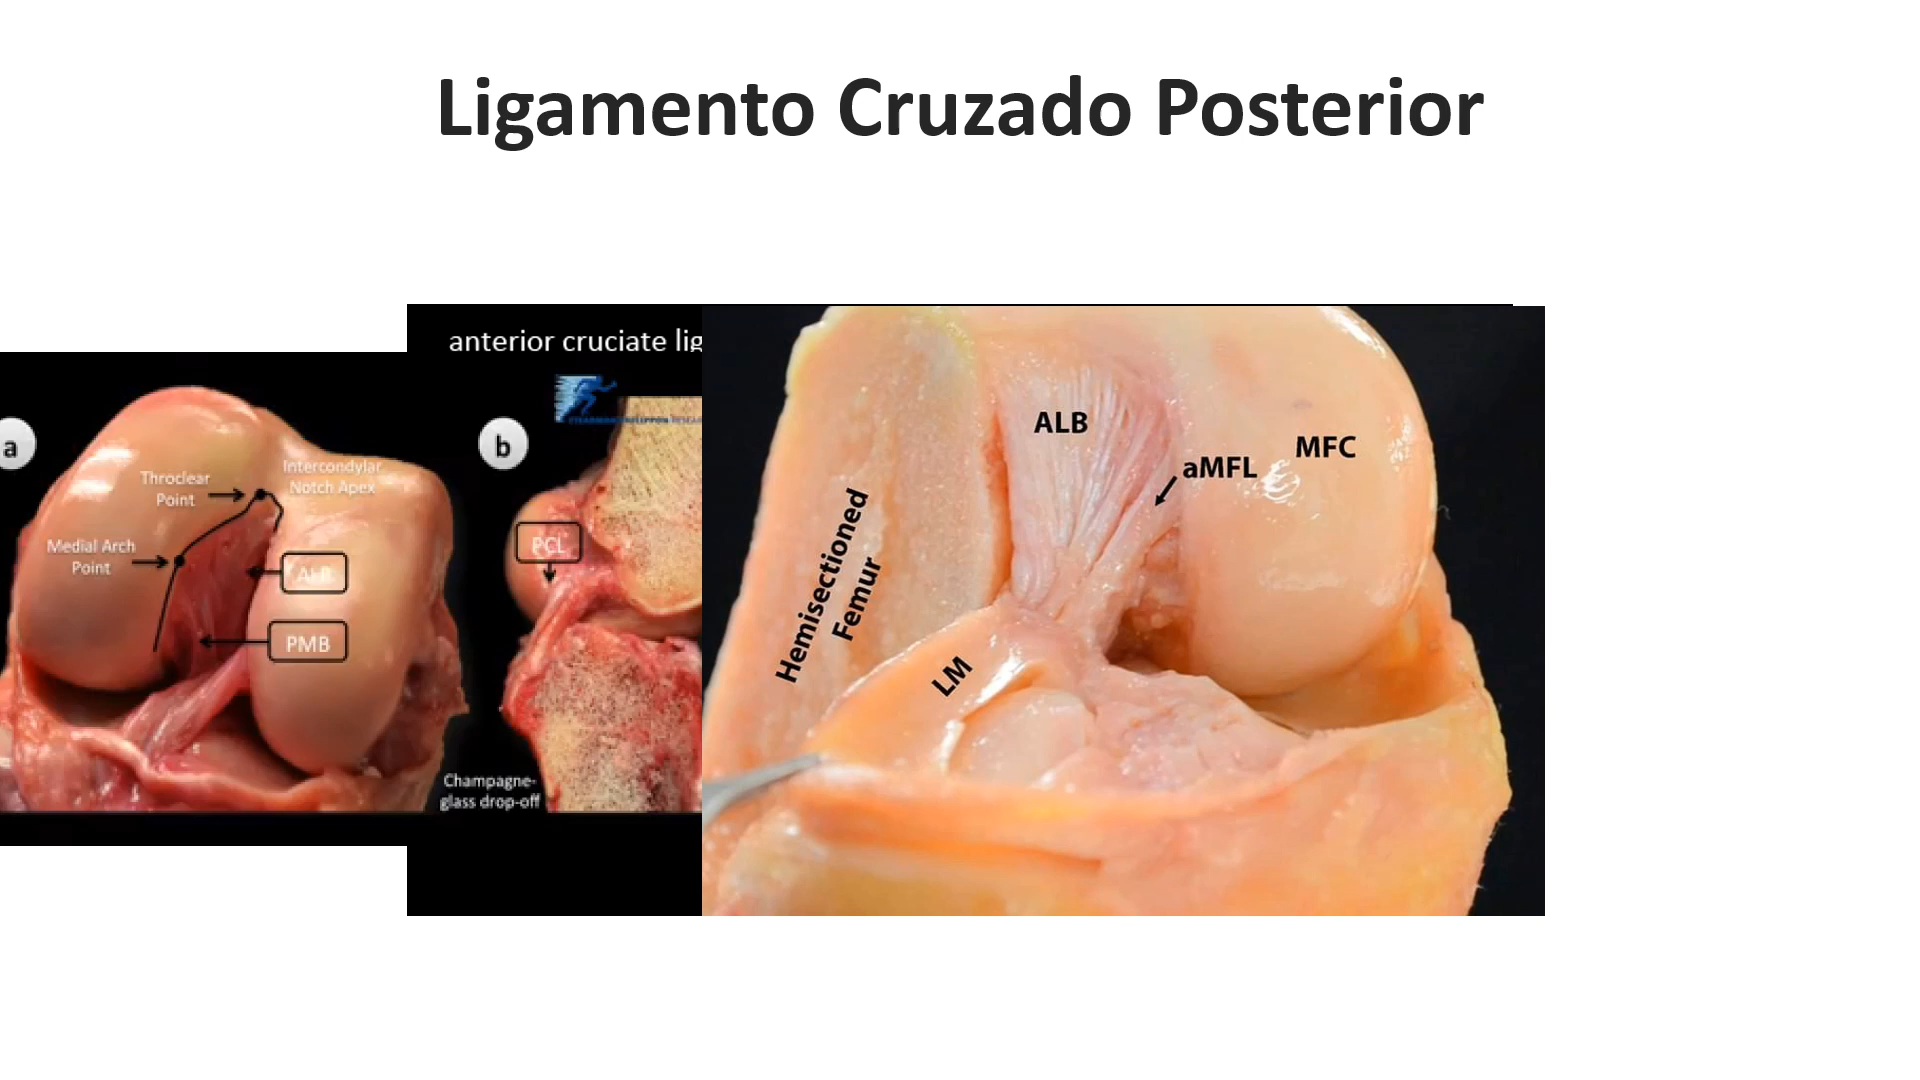 Ligamento Cruzado Posterior
anterior cruciate lig
a
Throclear
Point
Intercondylar
Notch Apex
Medial Arch
Point
ALB
PMB
b
PCL
Champagne-
glass drop-off
ALB
aMFL
MFC
Hemisectioned
Femur
LM